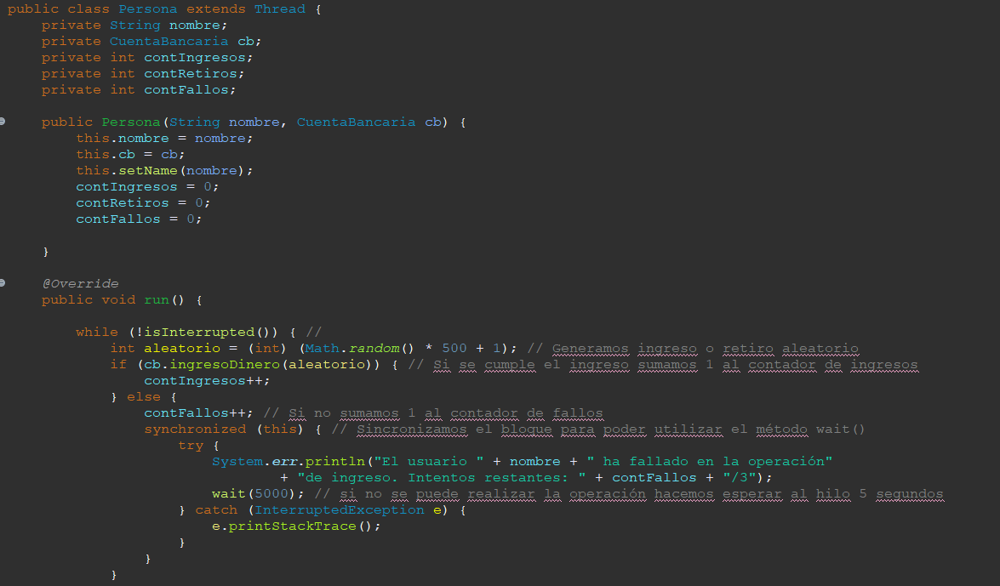 public class Persona extends Thread {
    private String nombre;
    private CuentaBancaria cb;
    private int contIngresos;
    private int contRetiros;
    private int contFallos;

    public Persona(String nombre, CuentaBancaria cb) {
        this.nombre = nombre;
        this.cb = cb;
        this.setName(nombre);
        contIngresos = 0;
        contRetiros = 0;
        contFallos = 0;

    }

    @Override
    public void run() {

        while (!isInterrupted()) { //
            int aleatorio = (int) (Math.random() * 500 + 1); // Generamos ingreso o retiro aleatorio
            if (cb.ingresoDinero(aleatorio)) { // Si se cumple el ingreso sumamos 1 al contador de ingresos
                contIngresos++;
            } else {
                contFallos++; // Si no sumamos 1 al contador de fallos
                synchronized (this) { // Sincronizamos el bloque para poder utilizar el método wait()
                    try {
                        System.err.println("El usuario " + nombre + " ha fallado en la operación"
                                + "de ingreso. Intentos restantes: " + contFallos + "/3");
                        wait(5000); // si no se puede realizar la operación hacemos esperar al hilo 5 segundos
                    } catch (InterruptedException e) {
                        e.printStackTrace();
                    }
                }
            }